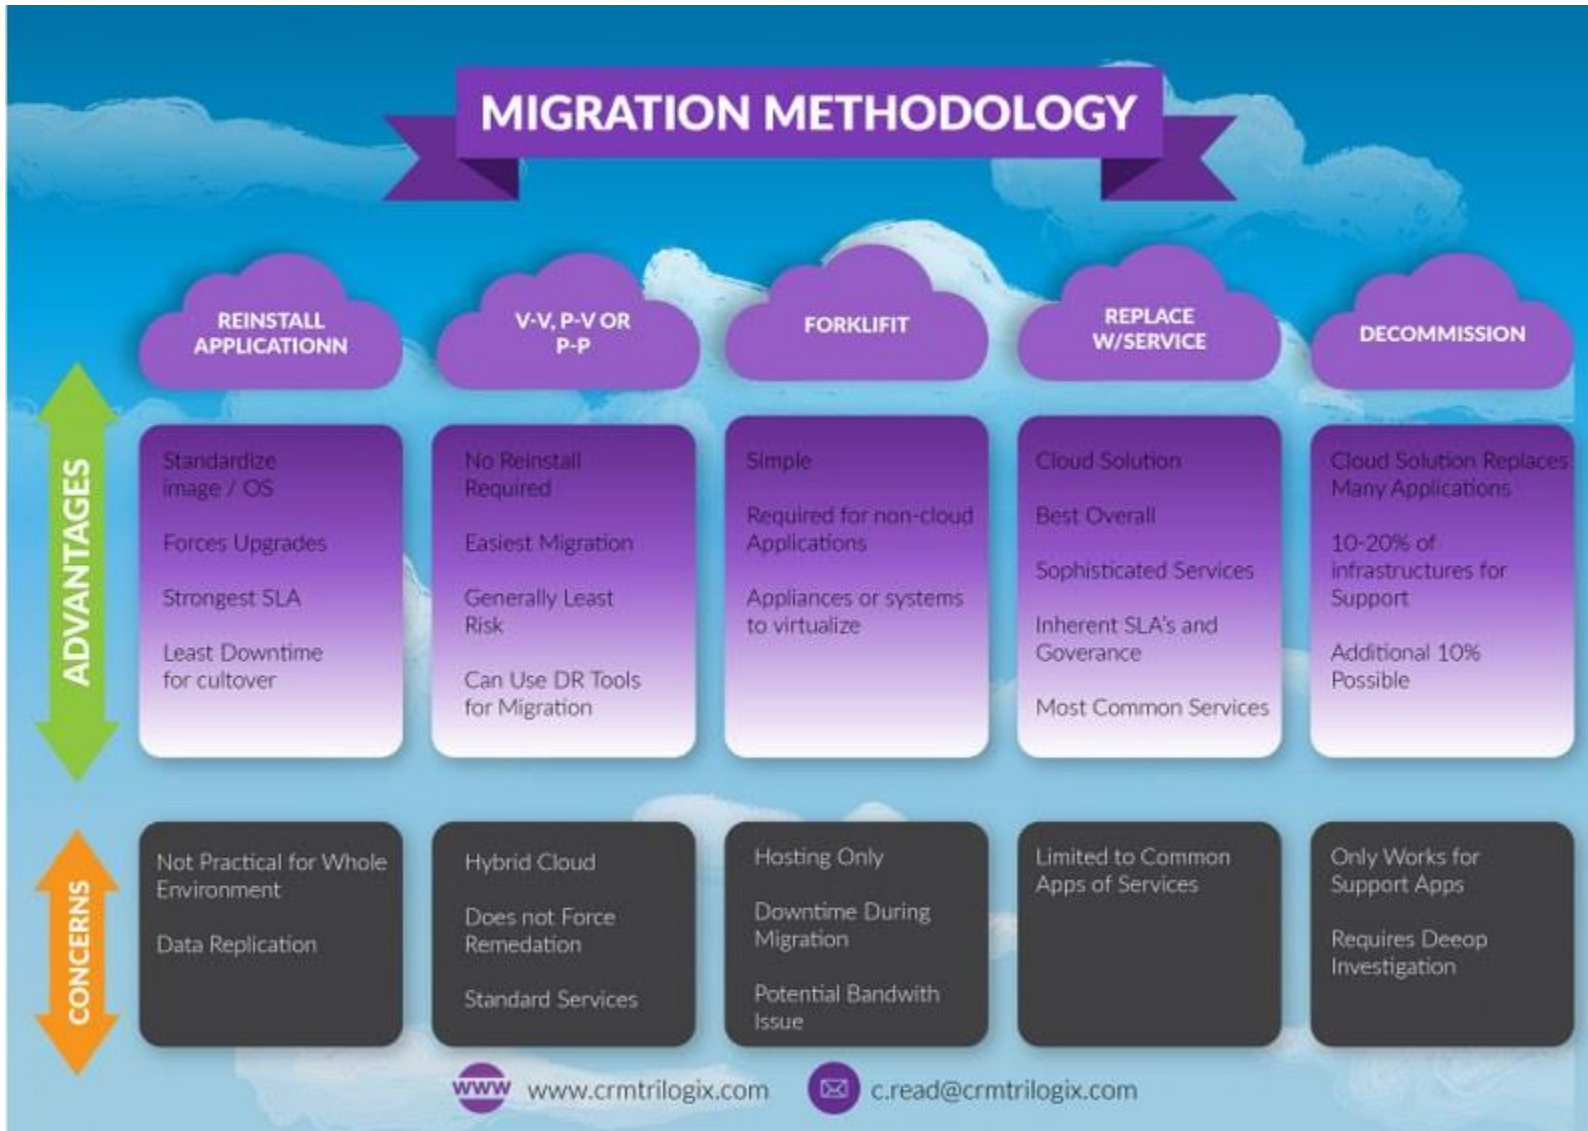 MIGRATION METHODOLOGY
REINSTALL
APPLICATIONN
V-V, P-V OR
P-P
FORKLIFIT
REPLACE
W/SERVICE
DECOMMISSION
ADVANTAGES
Standardize
image / OS
Forces Upgrades
Strongest SLA
Least Downtime
for cultover
No Reinstall
Required
Easiest Migration
Generally Least
Risk
Can Use DR Tools
for Migration
Simple
Required for non-cloud
Applications
Appliances or systems
to virtualize
Cloud Solution
Best Overall
Sophisticated Services
Inherent SLA's and
Goverance
Most Common Services
Cloud Solution Replaces
Many Applications
10-20% of
infrastructures for
Support
Additional 10%
Possible
CONCERNS
Not Practical for Whole
Environment
Data Replication
Hybrid Cloud
Does not Force
Remedation
Standard Services
Hosting Only
Downtime During
Migration
Potential Bandwith
Issue
Limited to Common
Apps of Services
Only Works for
Support Apps
Requires Deeop
Investigation
www www.crmtrilogix.com
c.read@crmtrilogix.com